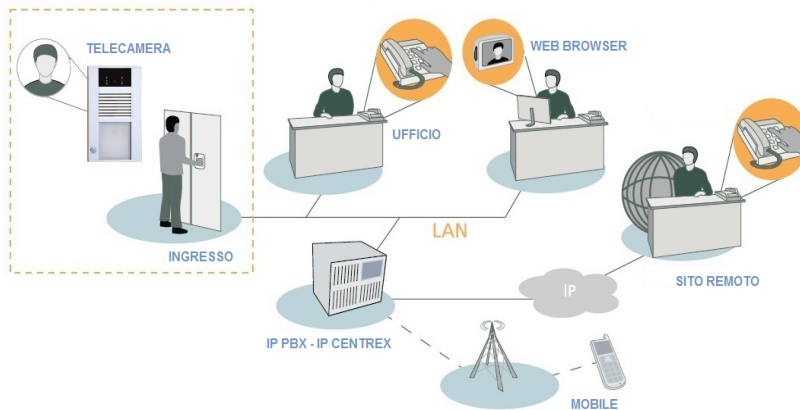 TELECAMERA
WEB BROWSER
UFFICIO
INGRESSO
LAN
IP
SITO REMOTO
IP PBX - IP CENTREX
MOBILE